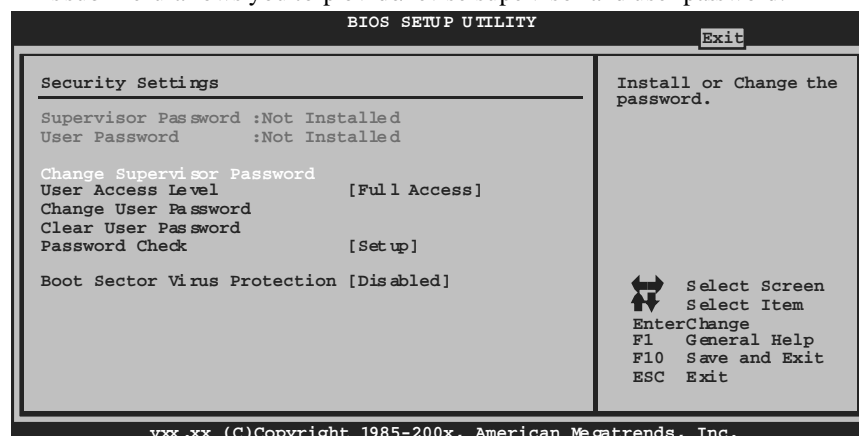 BIOS SETUP UTILITY
Exit
Security Settings
Supervisor Password :Not Installed
User Password :Not Installed
Change Supervisor Password
User Access Level [Full Access]
Change User Password
Clear User Password
Password Check [Setup]
Boot Sector Virus Protection [Disabled]
Install or Change the
password.
Select Screen
Select Item
EnterChange
F1 General Help
F10 Save and Exit
ESC Exit
vxx.xx (C)Copyright 1985-200x, American Megatrends, Inc.